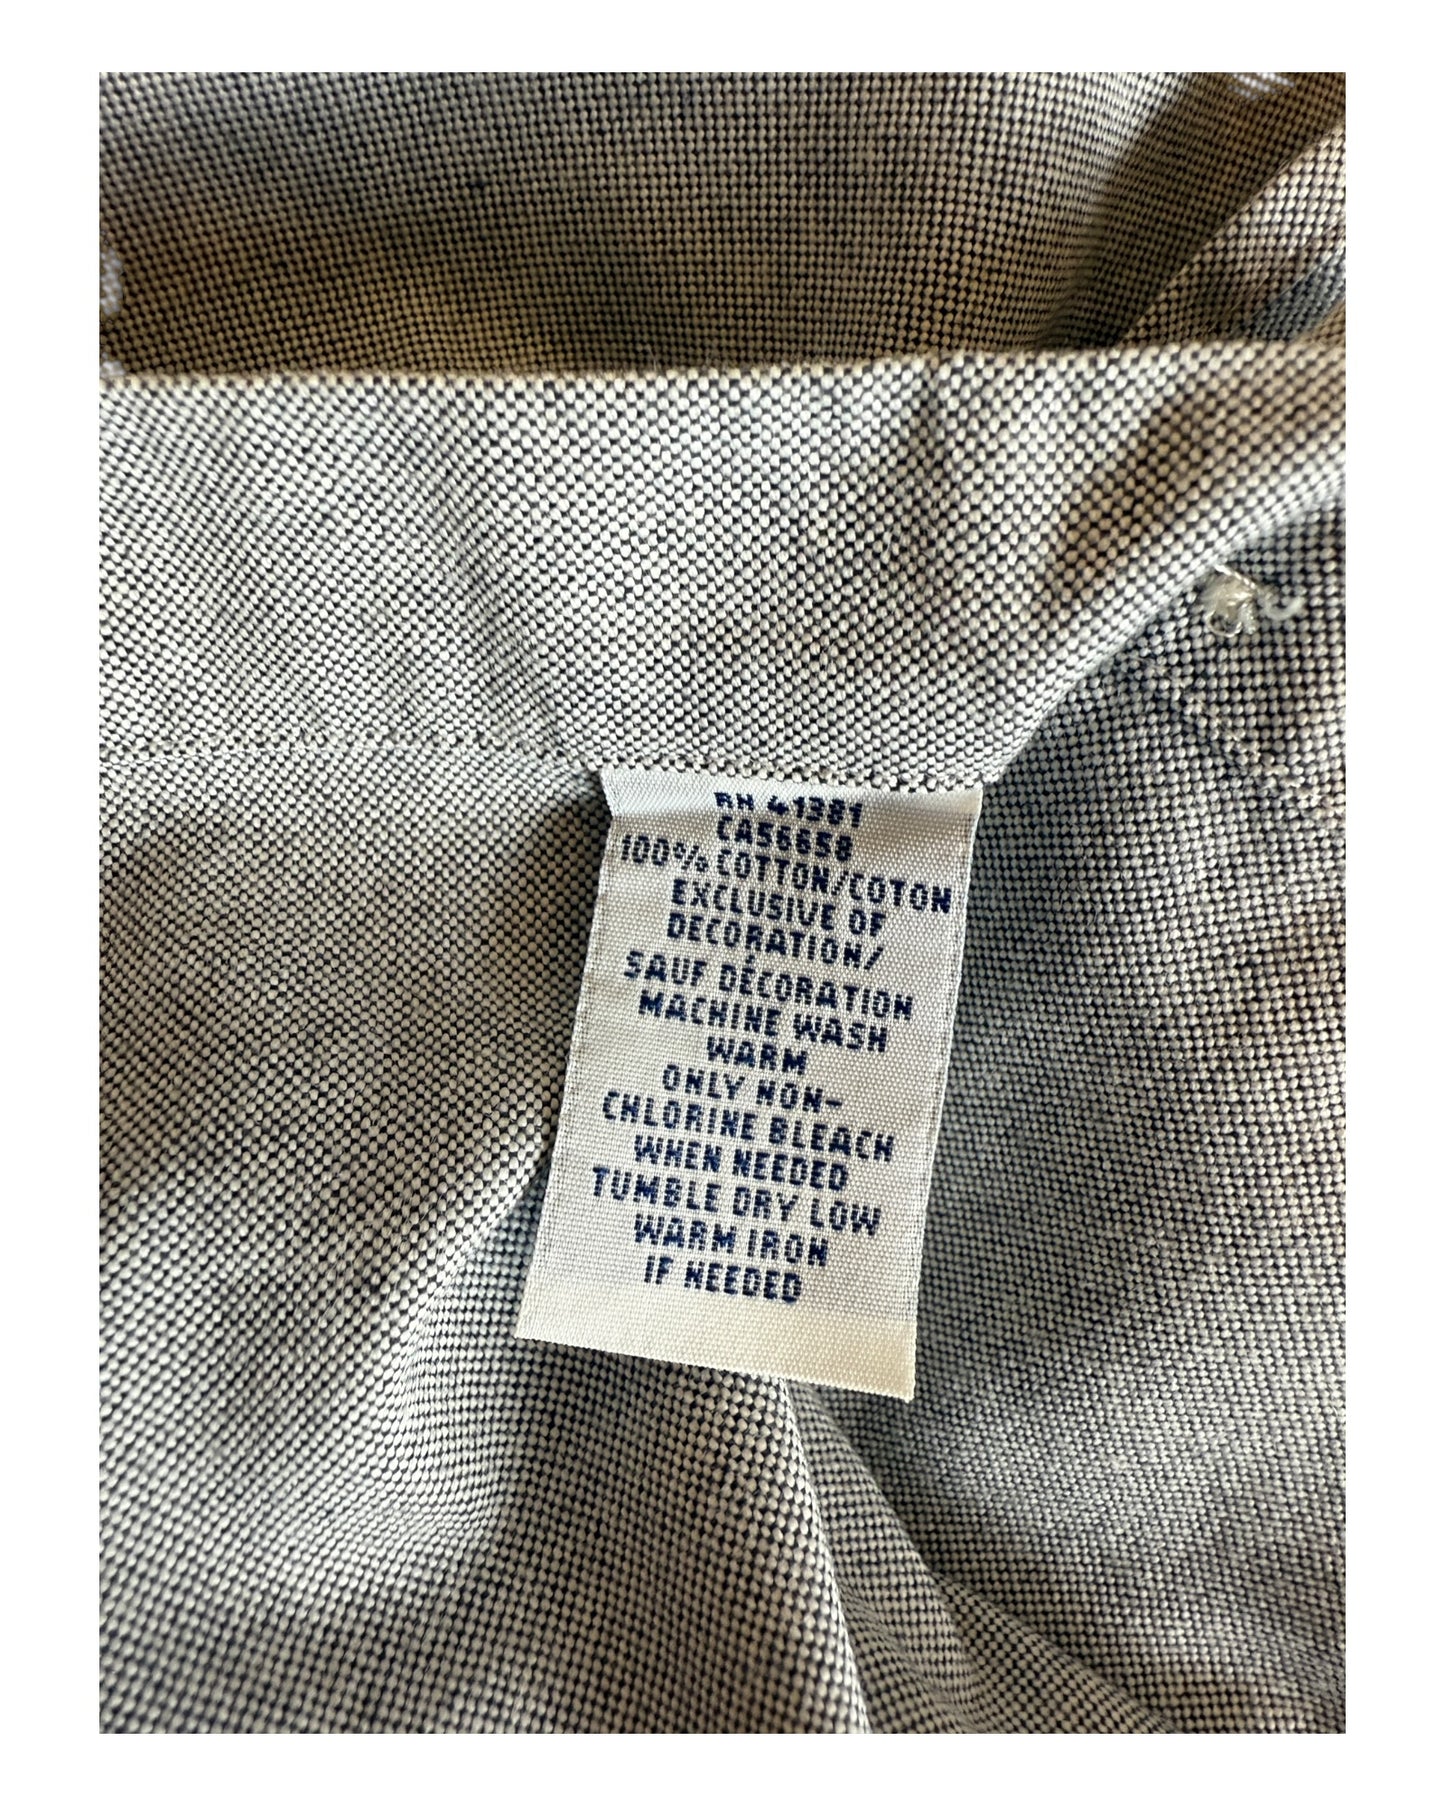 RN 41381
CA56658
100% COTTON/COTON
EXCLUSIVE OF
DECORATION/
SAUF DÉCORATION
MACHINE WASH
WARM
ONLY NON-
CHLORINE BLEACH
WHEN NEEDED
TUMBLE DRY LOW
WARM IRON
IF NEEDED